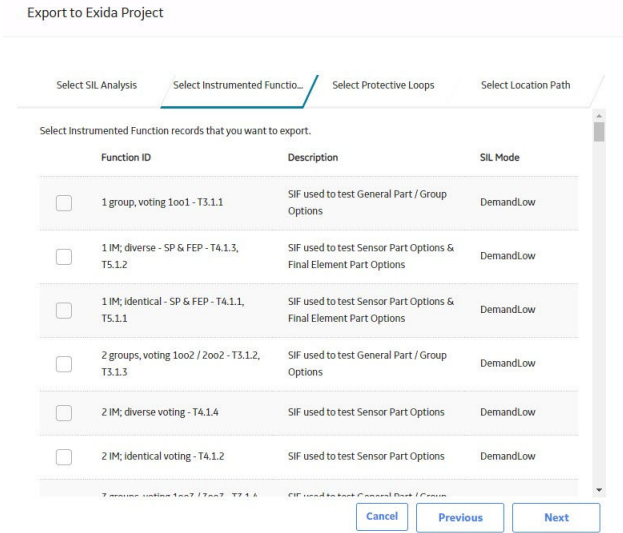 Export to Exida Project
Select SIL Analysis
Select Instrumented Functio...
Select Protective Loops
Select Location Path
Select Instrumented Function records that you want to export.
Function ID
Description
SIL Mode
1 group, voting 1oo1 - T3.1.1
SIF used to test General Part / Group
Options
DemandLow
1 IM; diverse - SP & FEP - T4.1.3,
T5.1.2
SIF used to test Sensor Part Options &
Final Element Part Options
DemandLow
1 IM; identical - SP & FEP - T4.1.1,
T5.1.1
SIF used to test Sensor Part Options &
Final Element Part Options
DemandLow
2 groups, voting 1oo2 / 2oo2 - T3.1.2,
T3.1.3
SIF used to test General Part / Group
Options
DemandLow
2 IM; diverse voting - T4.1.4
SIF used to test Sensor Part Options
DemandLow
2 IM; identical voting - T4.1.2
SIF used to test Sensor Part Options
DemandLow
SIF used to test General Part / Group
Cancel
Previous
Next